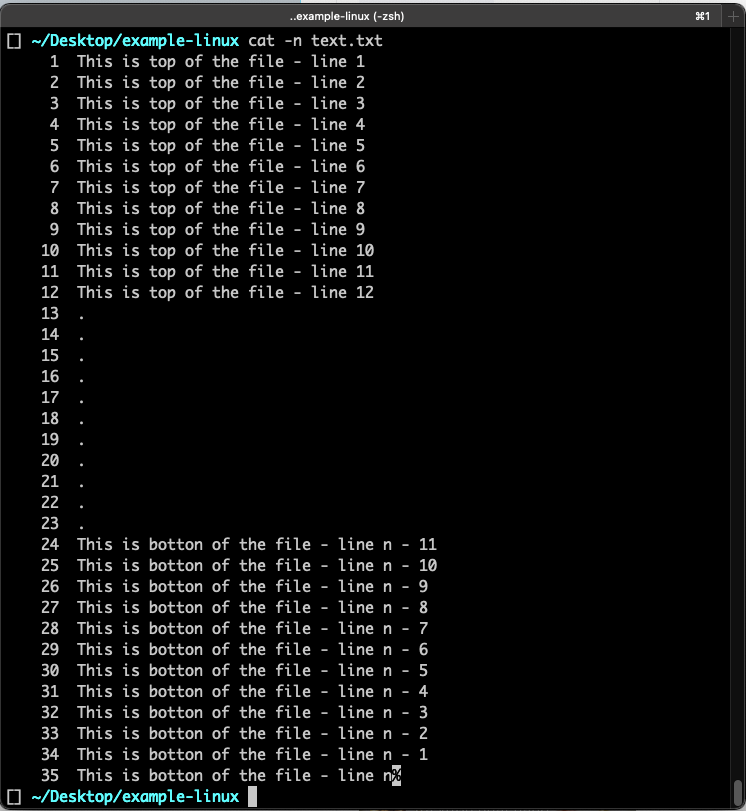 ..example-linux (-zsh) ⌘1 +
~/Desktop/example-linux cat -n text.txt
1 This is top of the file - line 1
2 This is top of the file - line 2
3 This is top of the file - line 3
4 This is top of the file - line 4
5 This is top of the file - line 5
6 This is top of the file - line 6
7 This is top of the file - line 7
8 This is top of the file - line 8
9 This is top of the file - line 9
10 This is top of the file - line 10
11 This is top of the file - line 11
12 This is top of the file - line 12
13 .
14 .
15 .
16 .
17 .
18 .
19 .
20 .
21 .
22 .
23 .
24 This is botton of the file - line n - 11
25 This is botton of the file - line n - 10
26 This is botton of the file - line n - 9
27 This is botton of the file - line n - 8
28 This is botton of the file - line n - 7
29 This is botton of the file - line n - 6
30 This is botton of the file - line n - 5
31 This is botton of the file - line n - 4
32 This is botton of the file - line n - 3
33 This is botton of the file - line n - 2
34 This is botton of the file - line n - 1
35 This is botton of the file - line n%
~/Desktop/example-linux